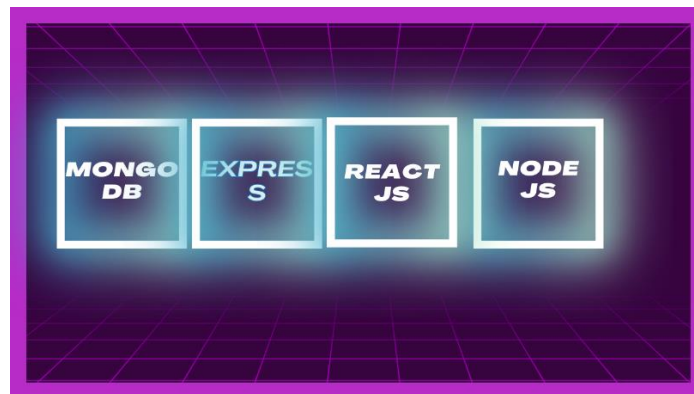 MONGO
DB
EXPRES
S
REACT
JS
NODE
JS